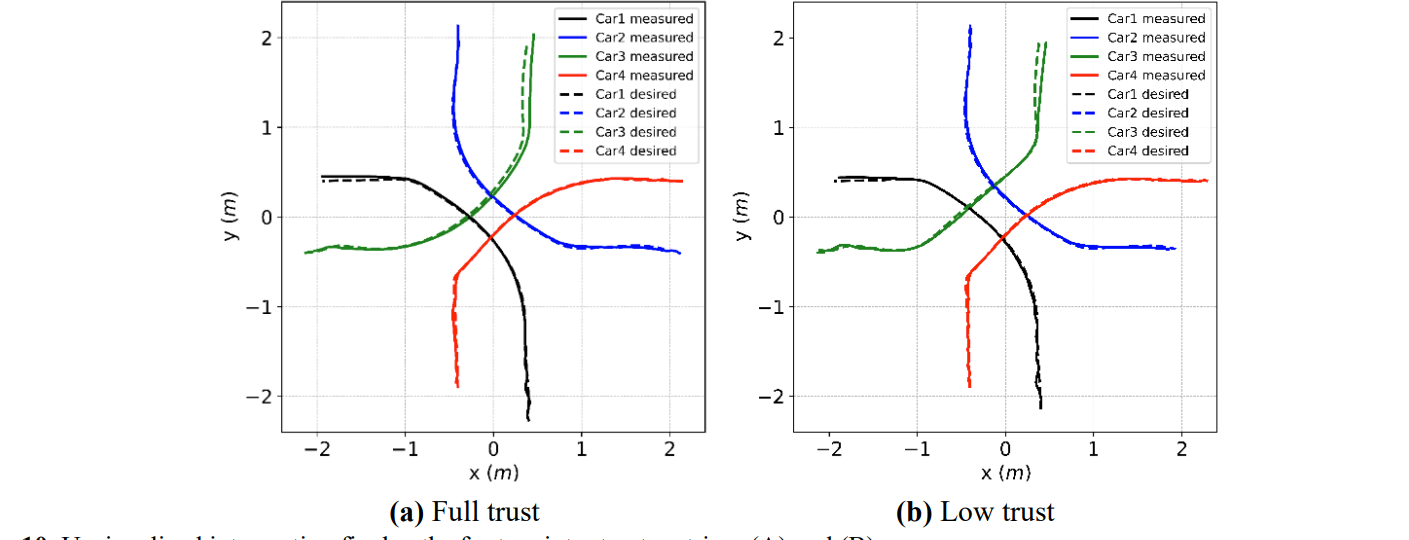 Car1 measured
Car2 measured
Car3 measured
Car4 measured
Car1 desired
Car2 desired
Car3 desired
Car4 desired
2
1
0
−1
−2
y (m)
−2 −1 0 1 2
x (m)
(a) Full trust
Car1 measured
Car2 measured
Car3 measured
Car4 measured
Car1 desired
Car2 desired
Car3 desired
Car4 desired
2
1
0
−1
−2
y (m)
−2 −1 0 1 2
x (m)
(b) Low trust